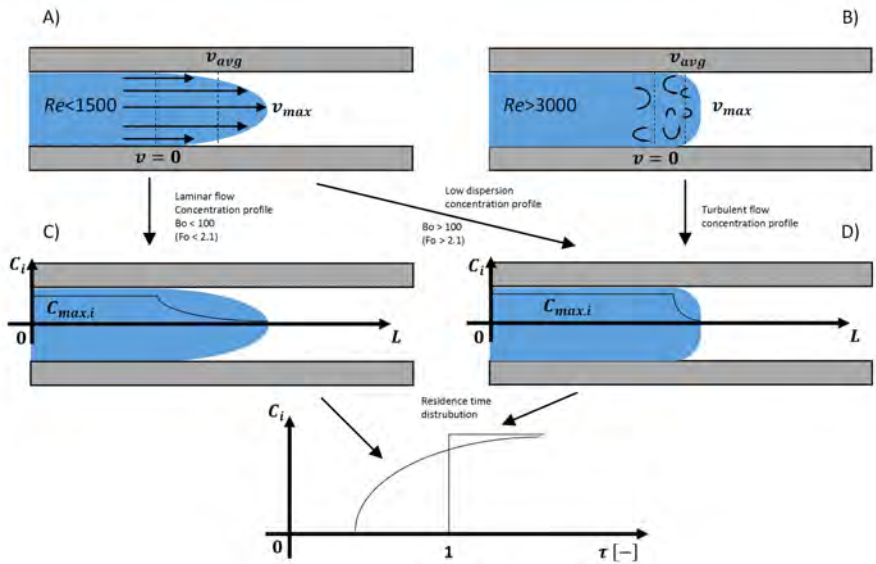 A)
B)
v_avg
v_avg
Re<1500
v_max
Re>3000
v_max
v = 0
v = 0
Laminar flow
Concentration profile
Bo < 100
(Fo < 2.1)
Low dispersion
concentration profile
Bo > 100
(Fo > 2.1)
Turbulent flow
concentration profile
C)
D)
C_i
C_i
C_max,i
C_max,i
0
L
0
L
Residence time
distrubution
C_i
0
1
τ [−]